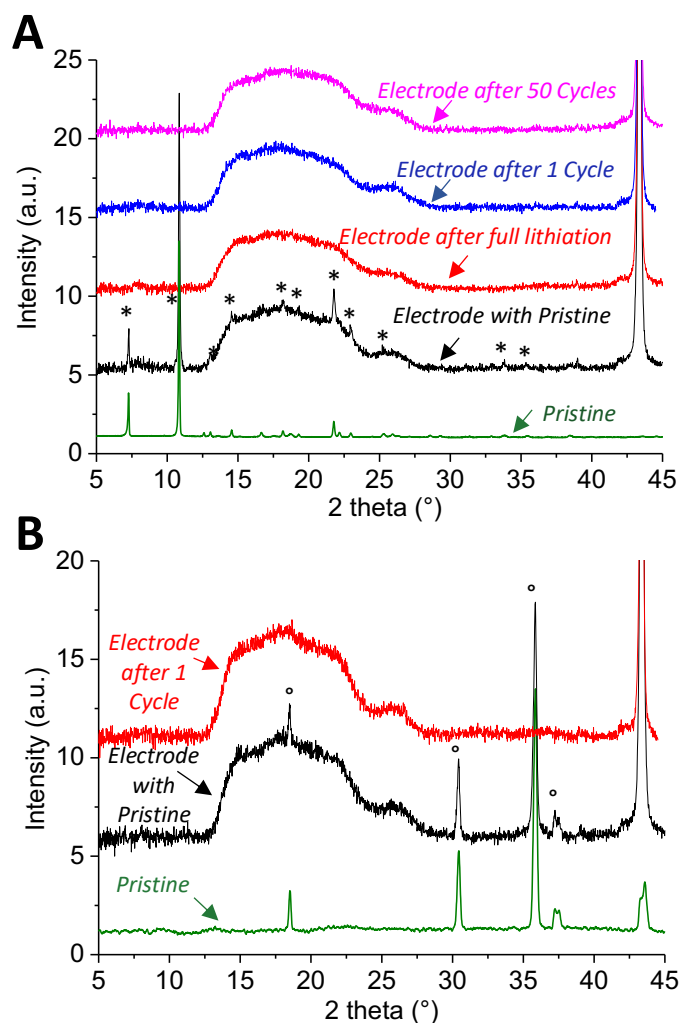 A
25
20
15
10
5
0
Intensity (a.u.)
Electrode after 50 Cycles
Electrode after 1 Cycle
Electrode after full lithiation
* * * * * * * * * * *
Electrode with Pristine
Pristine
5 10 15 20 25 30 35 40 45
2 theta (°)
B
20
15
10
5
0
Intensity (a.u.)
Electrode
after 1
Cycle
Electrode
with
Pristine
Pristine
5 10 15 20 25 30 35 40 45
2 theta (°)